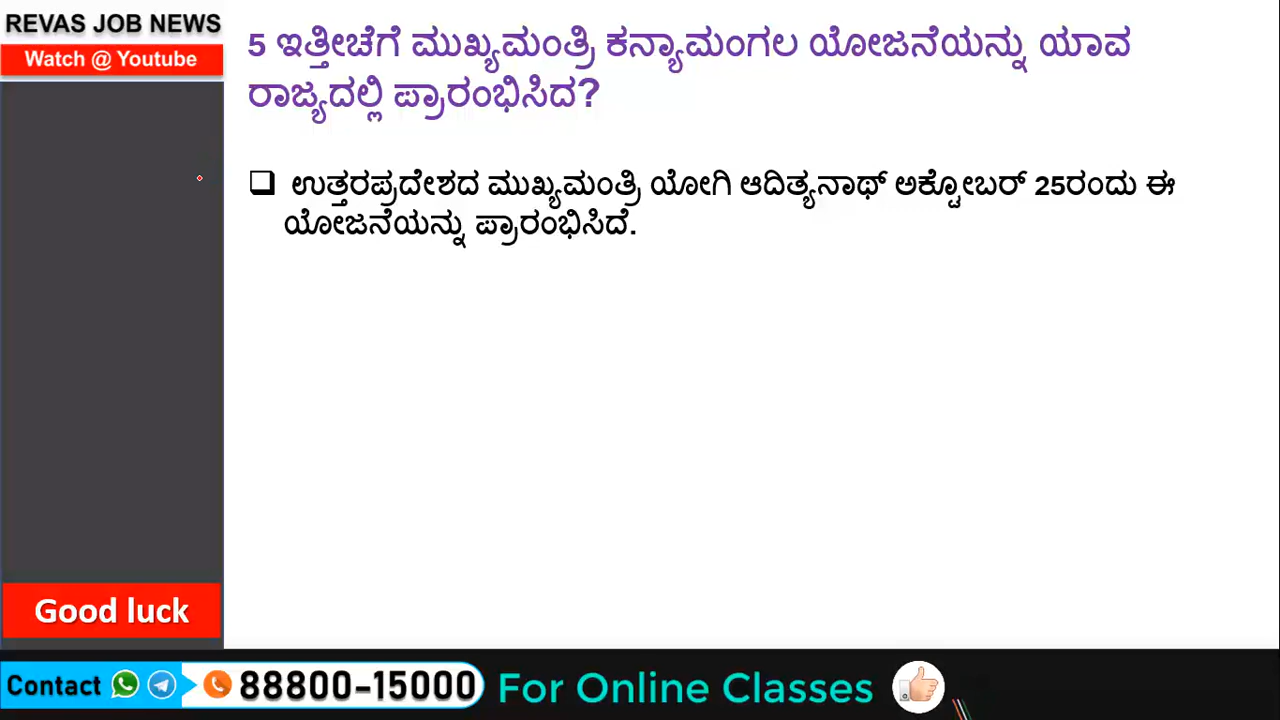 REVAS JOB NEWS
Watch @ Youtube
5 ಇತ್ತೀಚೆಗೆ ಮುಖ್ಯಮಂತ್ರಿ ಕನ್ಯಾಮಂಗಲ ಯೋಜನೆಯನ್ನು ಯಾವ
ರಾಜ್ಯದಲ್ಲಿ ಪ್ರಾರಂಭಿಸಿದ?
ಉತ್ತರಪ್ರದೇಶದ ಮುಖ್ಯಮಂತ್ರಿ ಯೋಗಿ ಆದಿತ್ಯನಾಥ್ ಅಕ್ಟೋಬರ್ 25ರಂದು ಈ
ಯೋಜನೆಯನ್ನು ಪ್ರಾರಂಭಿಸಿದೆ.
Good luck
Contact 88800-15000 For Online Classes